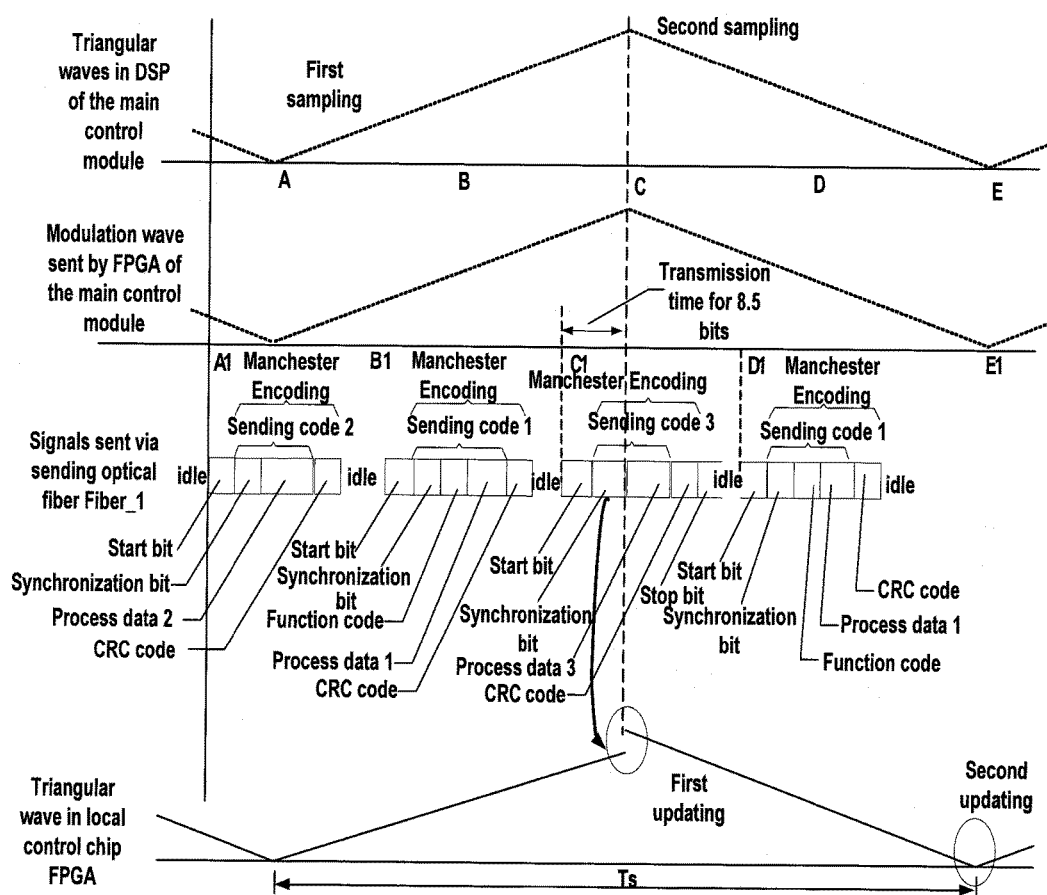 Second sampling
Triangular
waves in DSP
of the main
control
module
First
sampling
A
B
C
D
E
Modulation wave
sent by FPGA of
the main control
module
Transmission
time for 8.5
bits
A1
Manchester
Encoding
Sending code 2
B1
Manchester
Encoding
Sending code 1
C1
Manchester Encoding
Sending code 3
D1
Manchester
Encoding
Sending code 1
E1
Signals sent via
sending optical
fiber Fiber_1
idle
idle
idle
idle
idle
Start bit
Synchronization bit
Process data 2
CRC code
Start bit
Synchronization
bit
Function code
Process data 1
CRC code
Start bit
Synchronization
bit
Process data 3
CRC code
Stop bit
Start bit
Synchronization
bit
CRC code
Process data 1
Function code
Triangular
wave in local
control chip
FPGA
First
updating
Second
updating
Ts